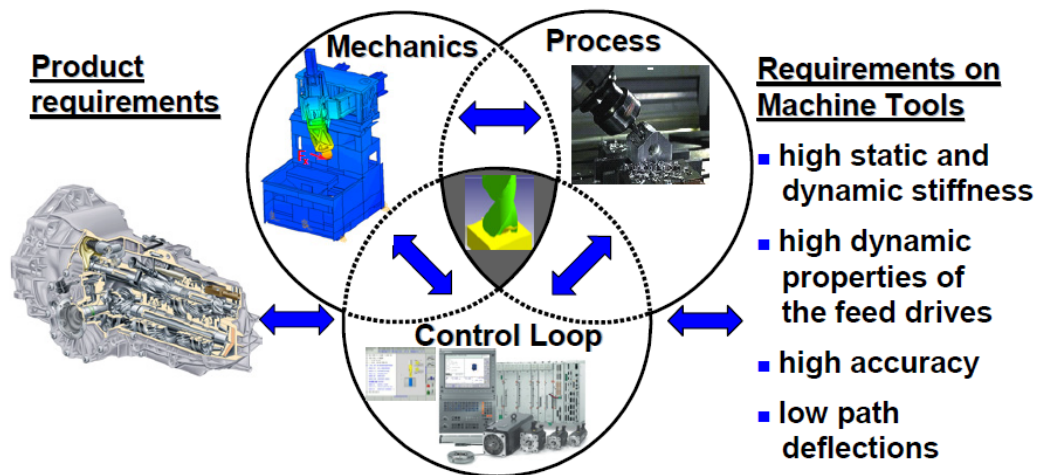 Product
requirements
Mechanics
Process
Control Loop
Requirements on
Machine Tools
high static and
dynamic stiffness
high dynamic
properties of
the feed drives
high accuracy
low path
deflections